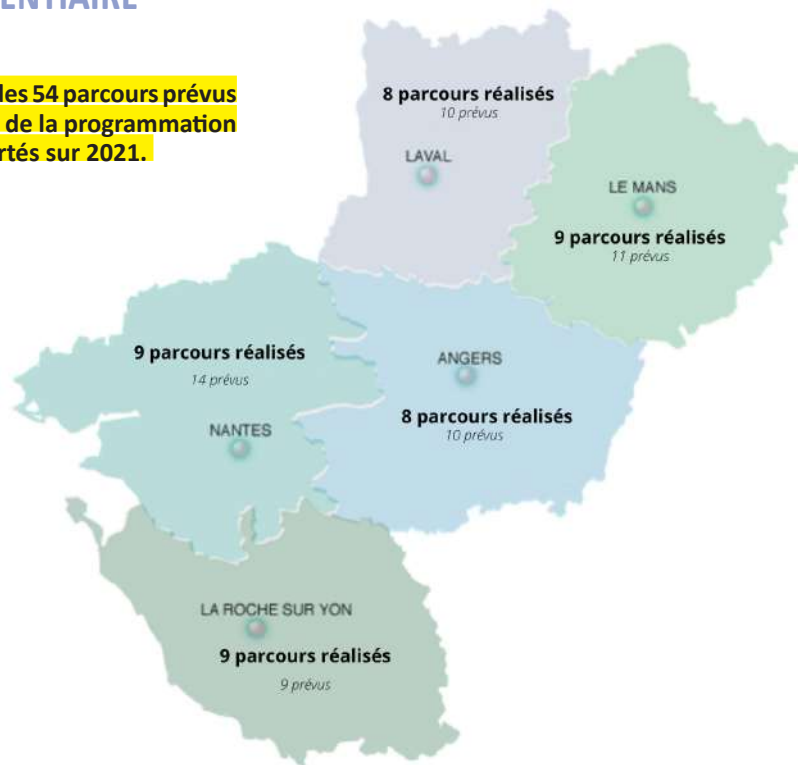 ENTIAIRE
les 54 parcours prévus
de la programmation
rtés sur 2021.
8 parcours réalisés
10 prévus
LAVAL
LE MANS
9 parcours réalisés
11 prévus
9 parcours réalisés
14 prévus
NANTES
ANGERS
8 parcours réalisés
10 prévus
LA ROCHE SUR YON
9 parcours réalisés
9 prévus